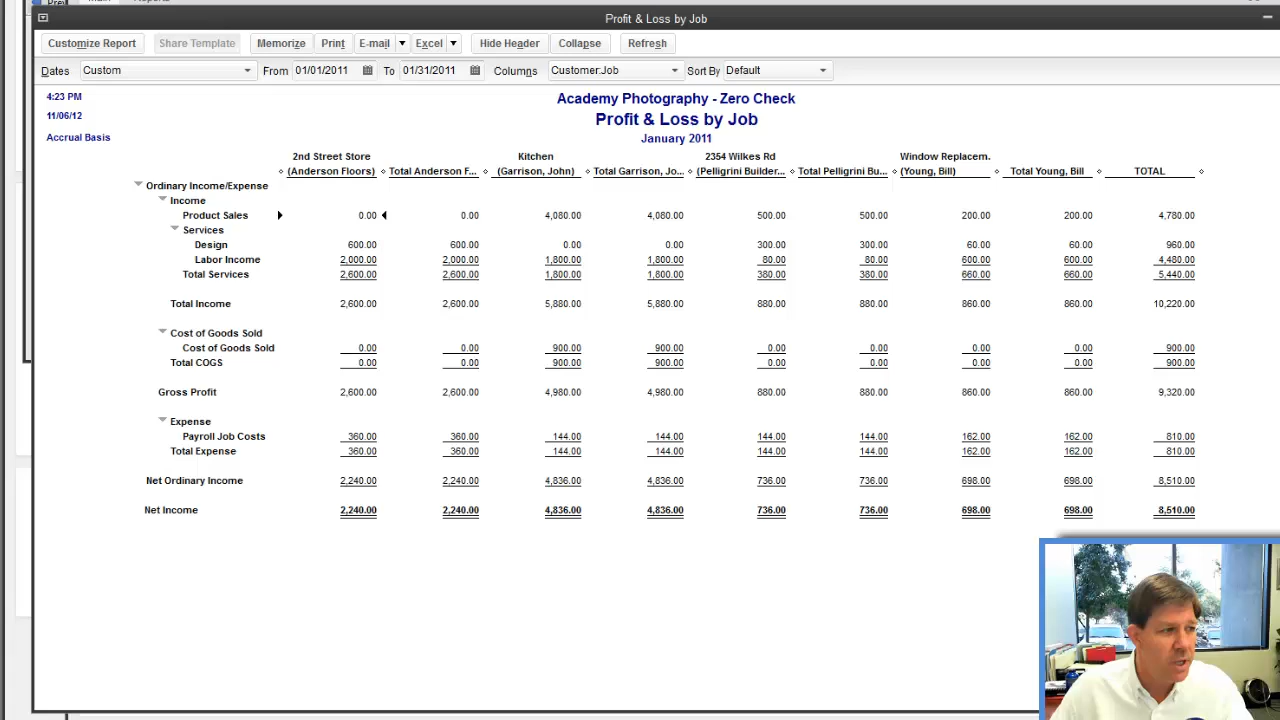 Profit & Loss by Job
Customize Report Share Template Memorize Print E-mail Excel Hide Header Collapse Refresh
Dates Custom From 01/01/2011 To 01/31/2011 Columns Customer:Job Sort By Default
4:23 PM
11/06/12
Accrual Basis
Academy Photography - Zero Check
Profit & Loss by Job
January 2011
2nd Street Store Kitchen 2354 Wilkes Rd Window Replacem.
(Anderson Floors) Total Anderson F... (Garrison, John) Total Garrison, Jo... (Pellegrini Builder... Total Pellegrini Bu... (Young, Bill) Total Young, Bill TOTAL
Ordinary Income/Expense
Income
Product Sales 0.00 0.00 4,080.00 4,080.00 500.00 500.00 200.00 200.00 4,780.00
Services
Design 600.00 600.00 0.00 0.00 300.00 300.00 60.00 60.00 960.00
Labor Income 2,000.00 2,000.00 1,800.00 1,800.00 80.00 80.00 600.00 600.00 4,480.00
Total Services 2,600.00 2,600.00 1,800.00 1,800.00 380.00 380.00 660.00 660.00 5,440.00
Total Income 2,600.00 2,600.00 5,880.00 5,880.00 880.00 880.00 860.00 860.00 10,220.00
Cost of Goods Sold
Cost of Goods Sold 0.00 0.00 900.00 900.00 0.00 0.00 0.00 0.00 900.00
Total COGS 0.00 0.00 900.00 900.00 0.00 0.00 0.00 0.00 900.00
Gross Profit 2,600.00 2,600.00 4,980.00 4,980.00 880.00 880.00 860.00 860.00 9,320.00
Expense
Payroll Job Costs 360.00 360.00 144.00 144.00 144.00 144.00 162.00 162.00 810.00
Total Expense 360.00 360.00 144.00 144.00 144.00 144.00 162.00 162.00 810.00
Net Ordinary Income 2,240.00 2,240.00 4,836.00 4,836.00 736.00 736.00 698.00 698.00 8,510.00
Net Income 2,240.00 2,240.00 4,836.00 4,836.00 736.00 736.00 698.00 698.00 8,510.00